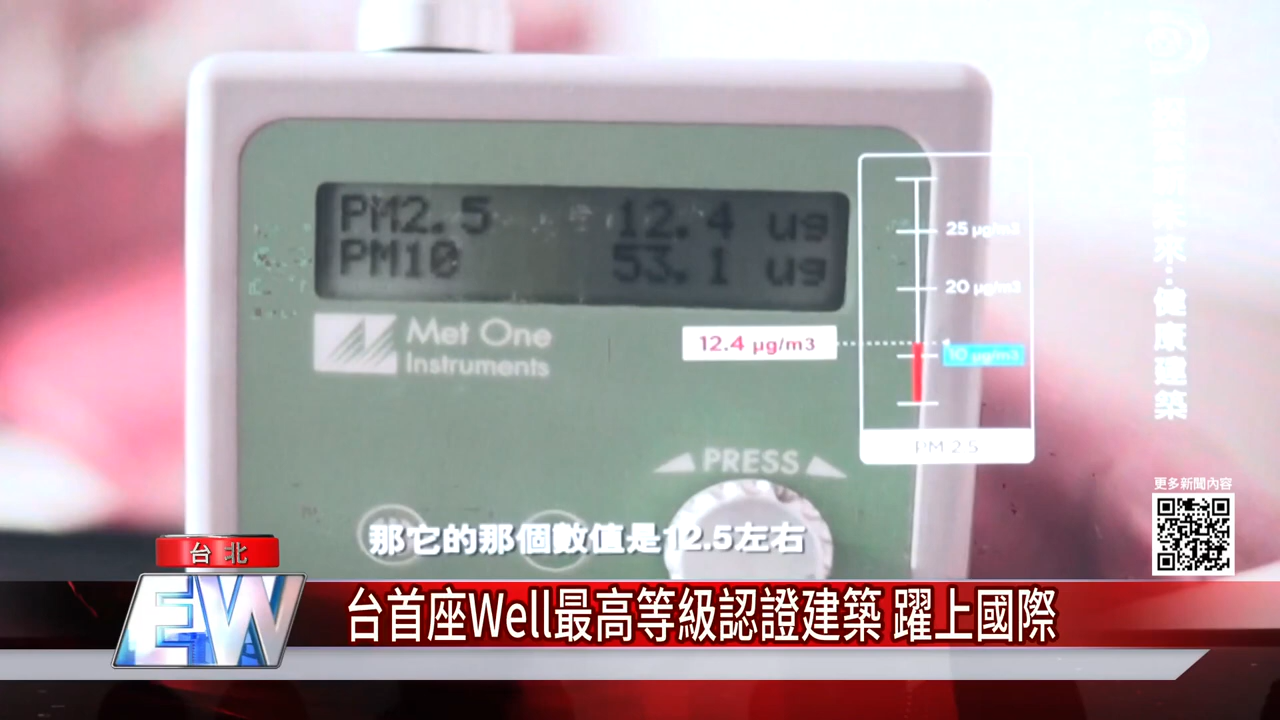 PM2.5 12.4 ug
PM10 53.1 ug
Met One
Instruments
PRESS
25 µg/m3
20 µg/m3
12.4 µg/m3
10 µg/m3
PM 2.5
未來:健康建築
更多新聞內容
那它的那個數值是12.5左右
台北
EW
台首座Well最高等級認證建築 躍上國際